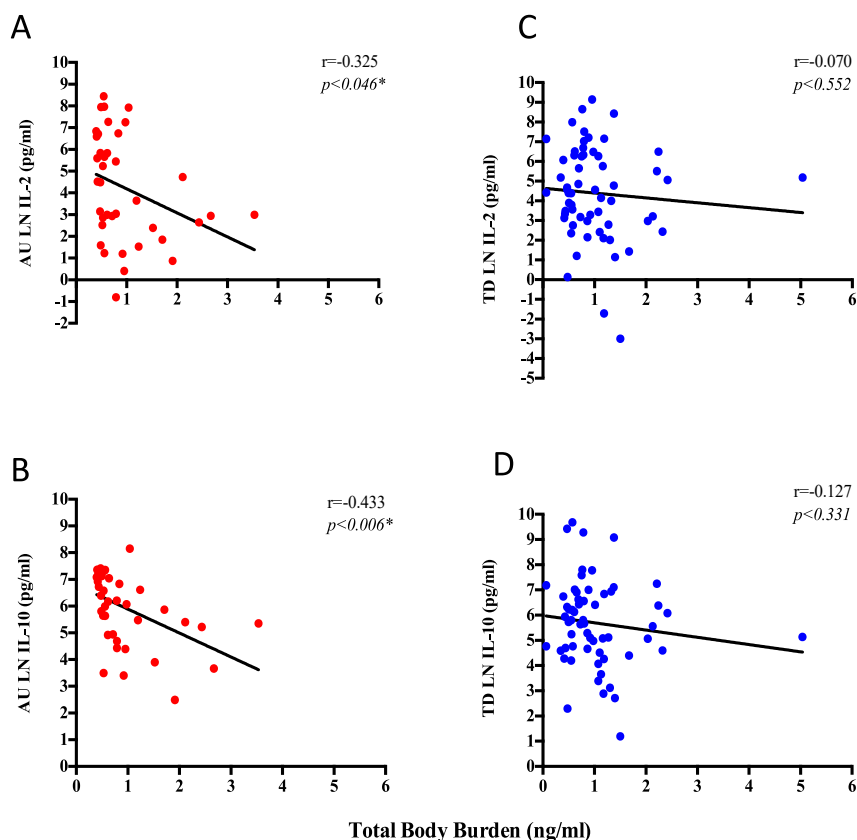 A
r=-0.325
p<0.046*
AU LN IL-2 (pg/ml)
10
9
8
7
6
5
4
3
2
1
0
-1
-2
0 1 2 3 4 5 6
C
r=-0.070
p<0.552
TD LN IL-2 (pg/ml)
10
9
8
7
6
5
4
3
2
1
0
-1
-2
-3
-4
-5
0 1 2 3 4 5 6
B
r=-0.433
p<0.006*
AU LN IL-10 (pg/ml)
10
9
8
7
6
5
4
3
2
1
0
0 1 2 3 4 5 6
D
r=-0.127
p<0.331
TD LN IL-10 (pg/ml)
10
9
8
7
6
5
4
3
2
1
0
0 1 2 3 4 5 6
Total Body Burden (ng/ml)